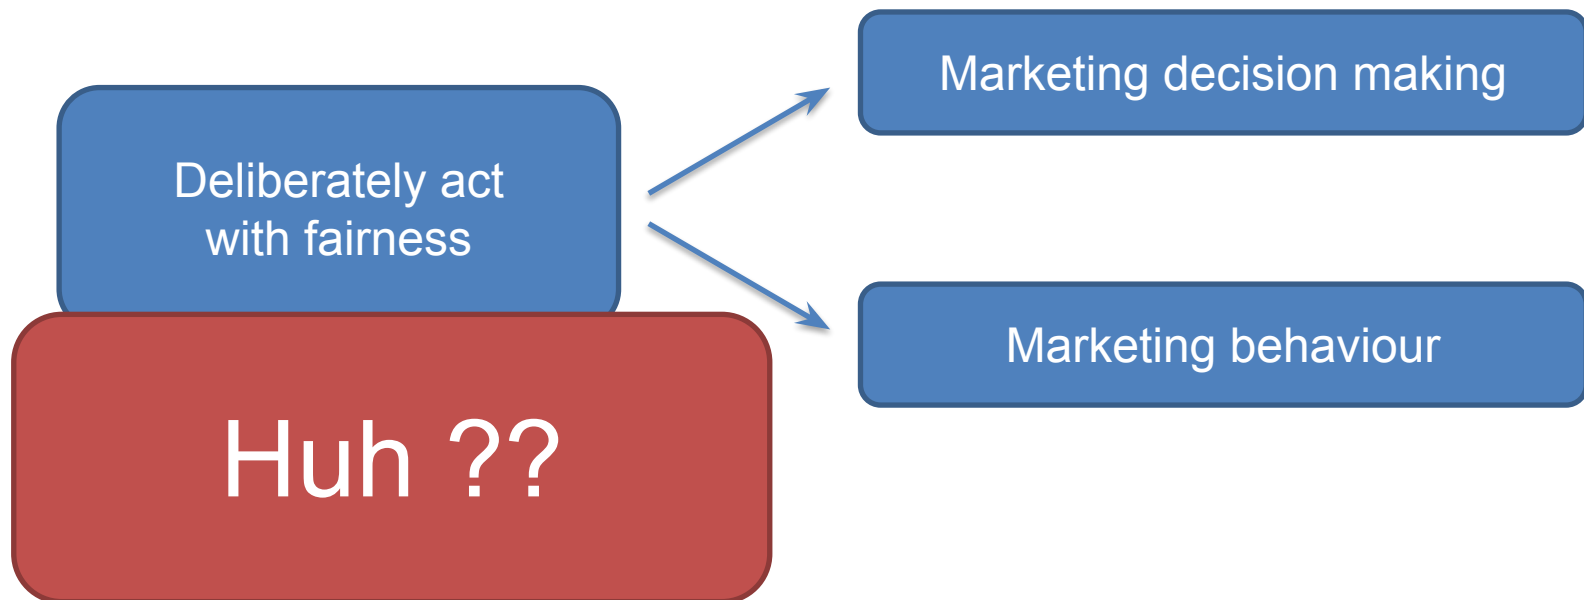 Marketing decision making
Deliberately act
with fairness
Marketing behaviour
Huh ??